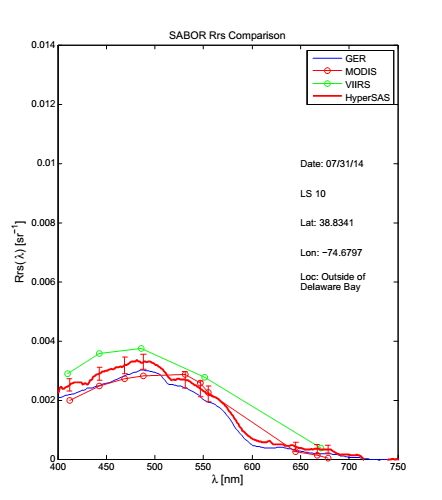 SABOR Rrs Comparison
0.014
0.012
0.01
0.008
0.006
0.004
0.002
0
Rrs( λ) [sr⁻¹]
GER
MODIS
VIIRS
HyperSAS
Date: 07/31/14
LS 10
Lat: 38.8341
Lon: −74.6797
Loc: Outside of
Delaware Bay
400 450 500 550 600 650 700 750
λ [nm]